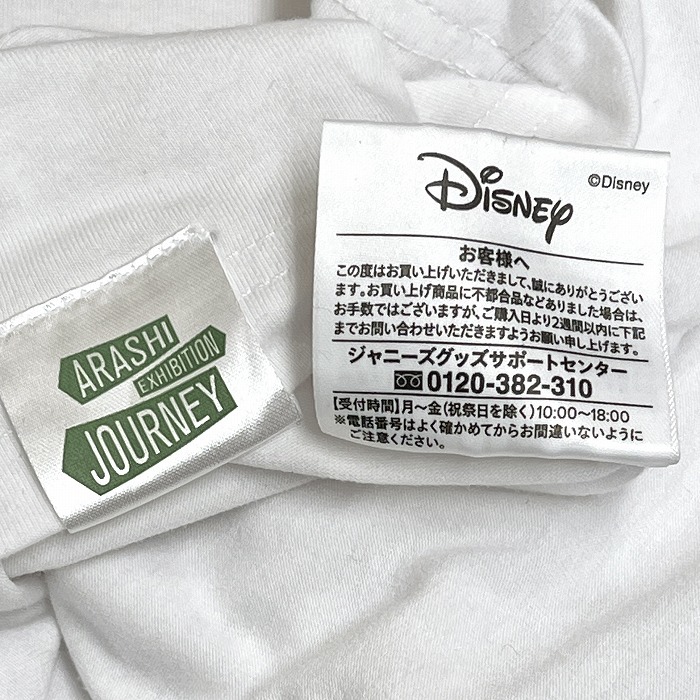 ARASHI
EXHIBITION
JOURNEY
Disney
©Disney
お客様へ
この度はお買い上げいただきまして、誠にありがとうござい
ます。お買い上げ商品に不都合品などありました場合は、
お手数ではございますが、ご購入日より2週間以内に下記
までお問い合わせいただきますようお願い申し上げます。
ジャニーズグッズサポートセンター
0120-382-310
【受付時間】月〜金(祝祭日を除く)10:00〜18:00
※電話番号はよく確かめてからお間違いないように
ご注意ください。